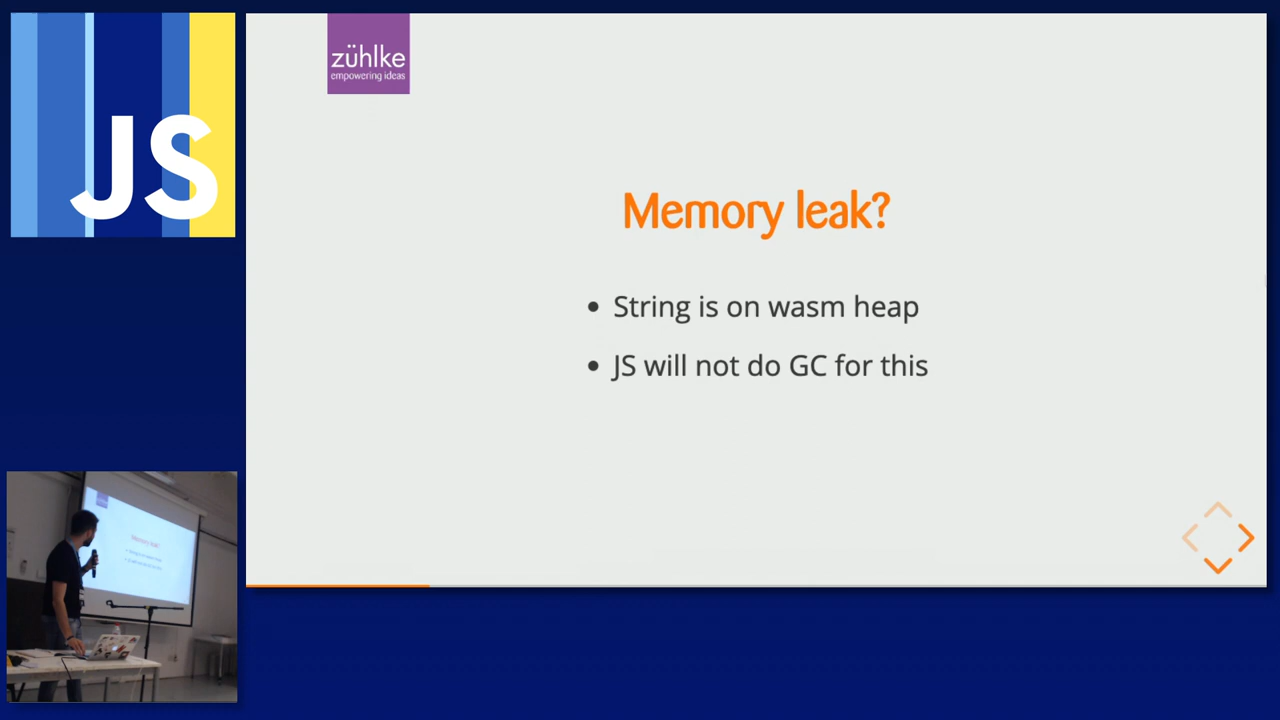 JS
zühlke
empowering ideas
Memory leak?
String is on wasm heap
JS will not do GC for this